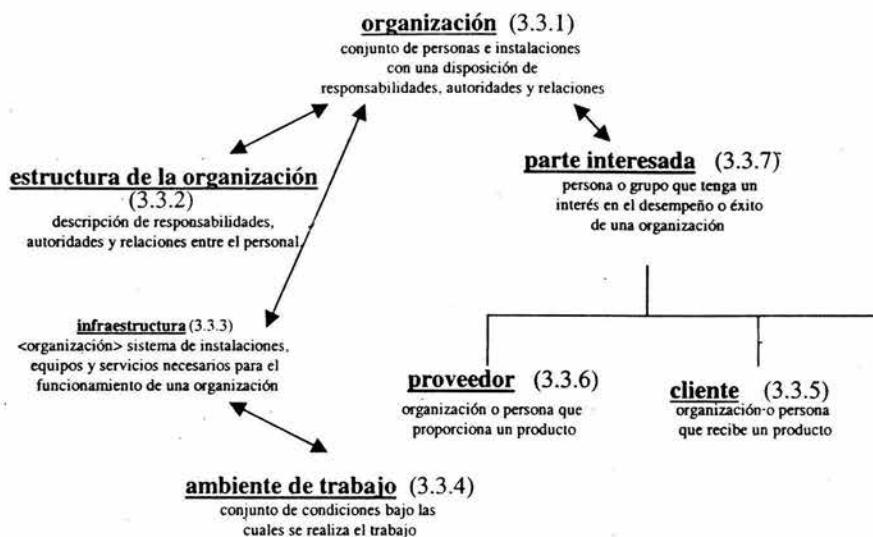 organización (3.3.1)
conjunto de personas e instalaciones
con una disposición de
responsabilidades, autoridades y relaciones
estructura de la organización
(3.3.2)
descripción de responsabilidades,
autoridades y relaciones entre el personal
parte interesada (3.3.7)
persona o grupo que tenga un
interés en el desempeño o éxito
de una organización
infraestructura (3.3.3)
<organización> sistema de instalaciones,
equipos y servicios necesarios para el
funcionamiento de una organización
proveedor (3.3.6)
organización o persona que
proporciona un producto
cliente (3.3.5)
organización o persona
que recibe un producto
ambiente de trabajo (3.3.4)
conjunto de condiciones bajo las
cuales se realiza el trabajo